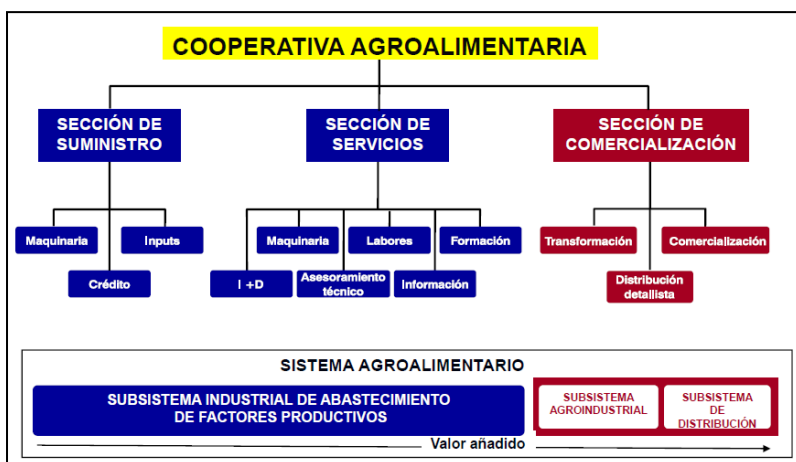 COOPERATIVA AGROALIMENTARIA
SECCIÓN DE
SUMINISTRO
SECCIÓN DE
SERVICIOS
SECCIÓN DE
COMERCIALIZACIÓN
Maquinaria
Inputs
Crédito
Maquinaria
Labores
Formación
I +D
Asesoramiento
técnico
Información
Transformación
Comercialización
Distribución
detallista
SISTEMA AGROALIMENTARIO
SUBSISTEMA INDUSTRIAL DE ABASTECIMIENTO
DE FACTORES PRODUCTIVOS
SUBSISTEMA
AGROINDUSTRIAL
SUBSISTEMA
DE
DISTRIBUCIÓN
Valor añadido